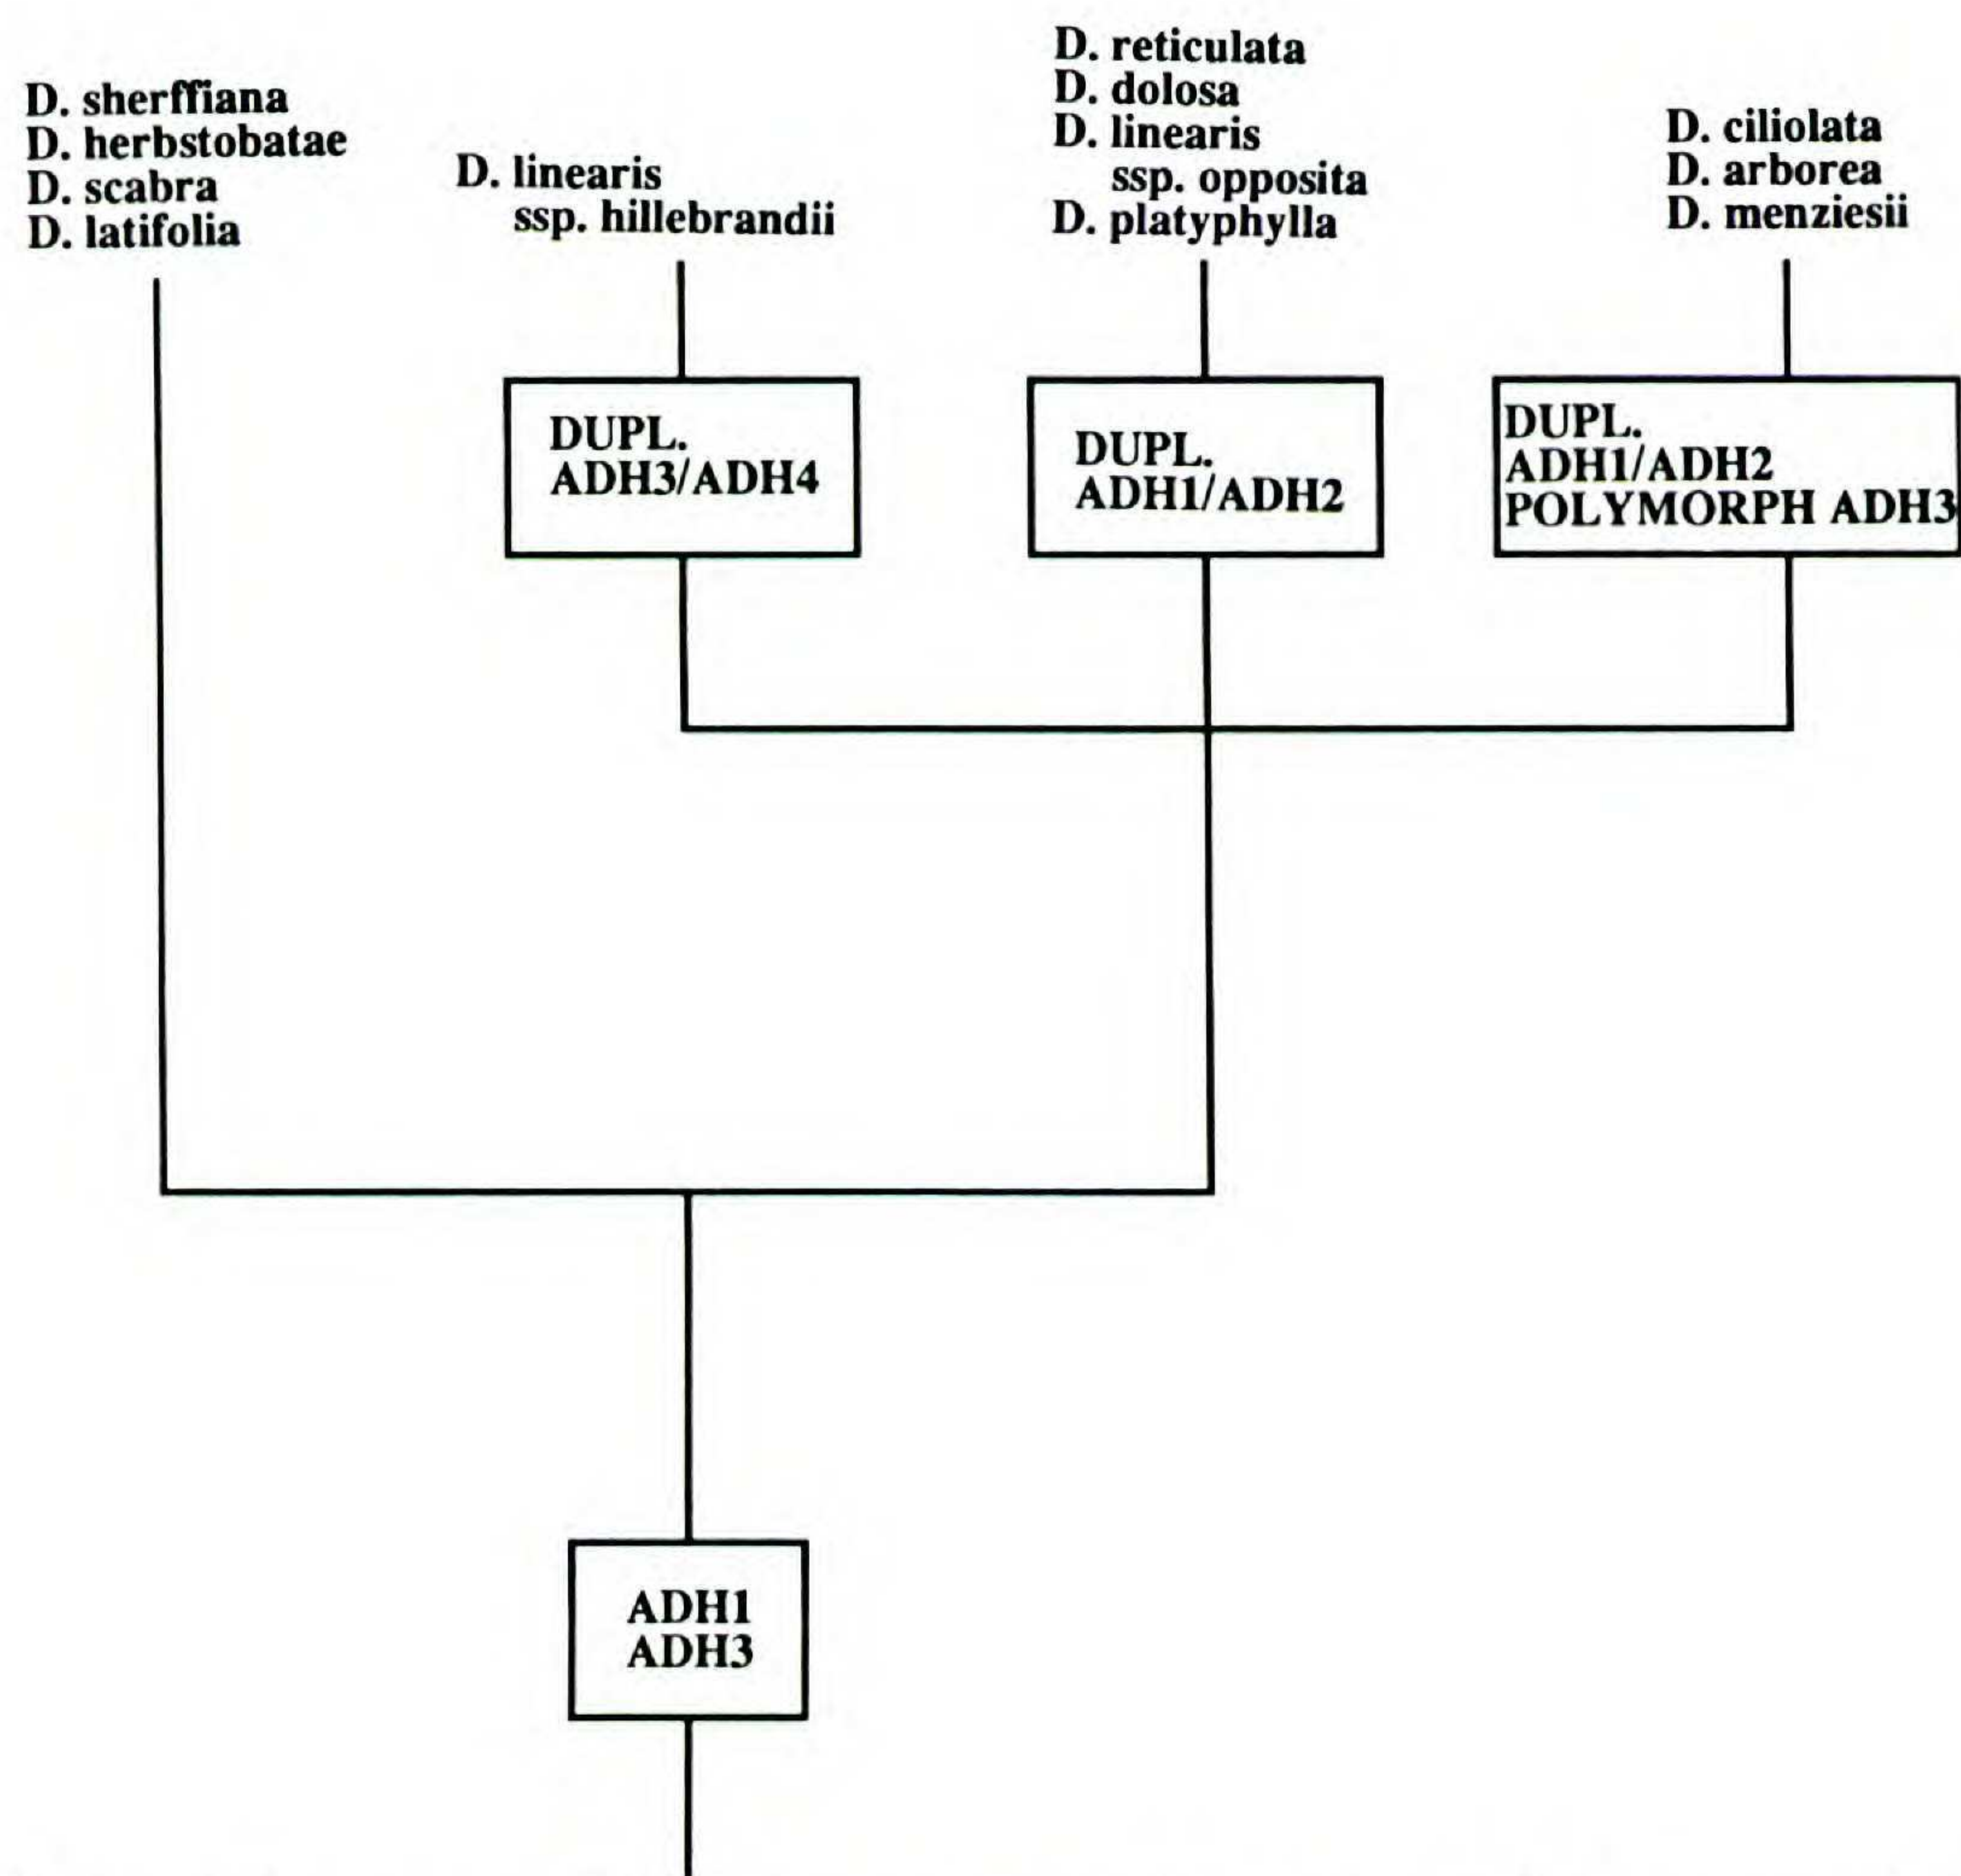 D. sherffiana
D. herbstobatae
D. scabra
D. latifolia
D. linearis
ssp. hillebrandii
D. reticulata
D. dolosa
D. linearis
ssp. opposita
D. platyphylla
D. ciliolata
D. arborea
D. menziesii
DUPL.
ADH3/ADH4
DUPL.
ADH1/ADH2
DUPL.
ADH1/ADH2
POLYMORPH ADH3
ADH1
ADH3